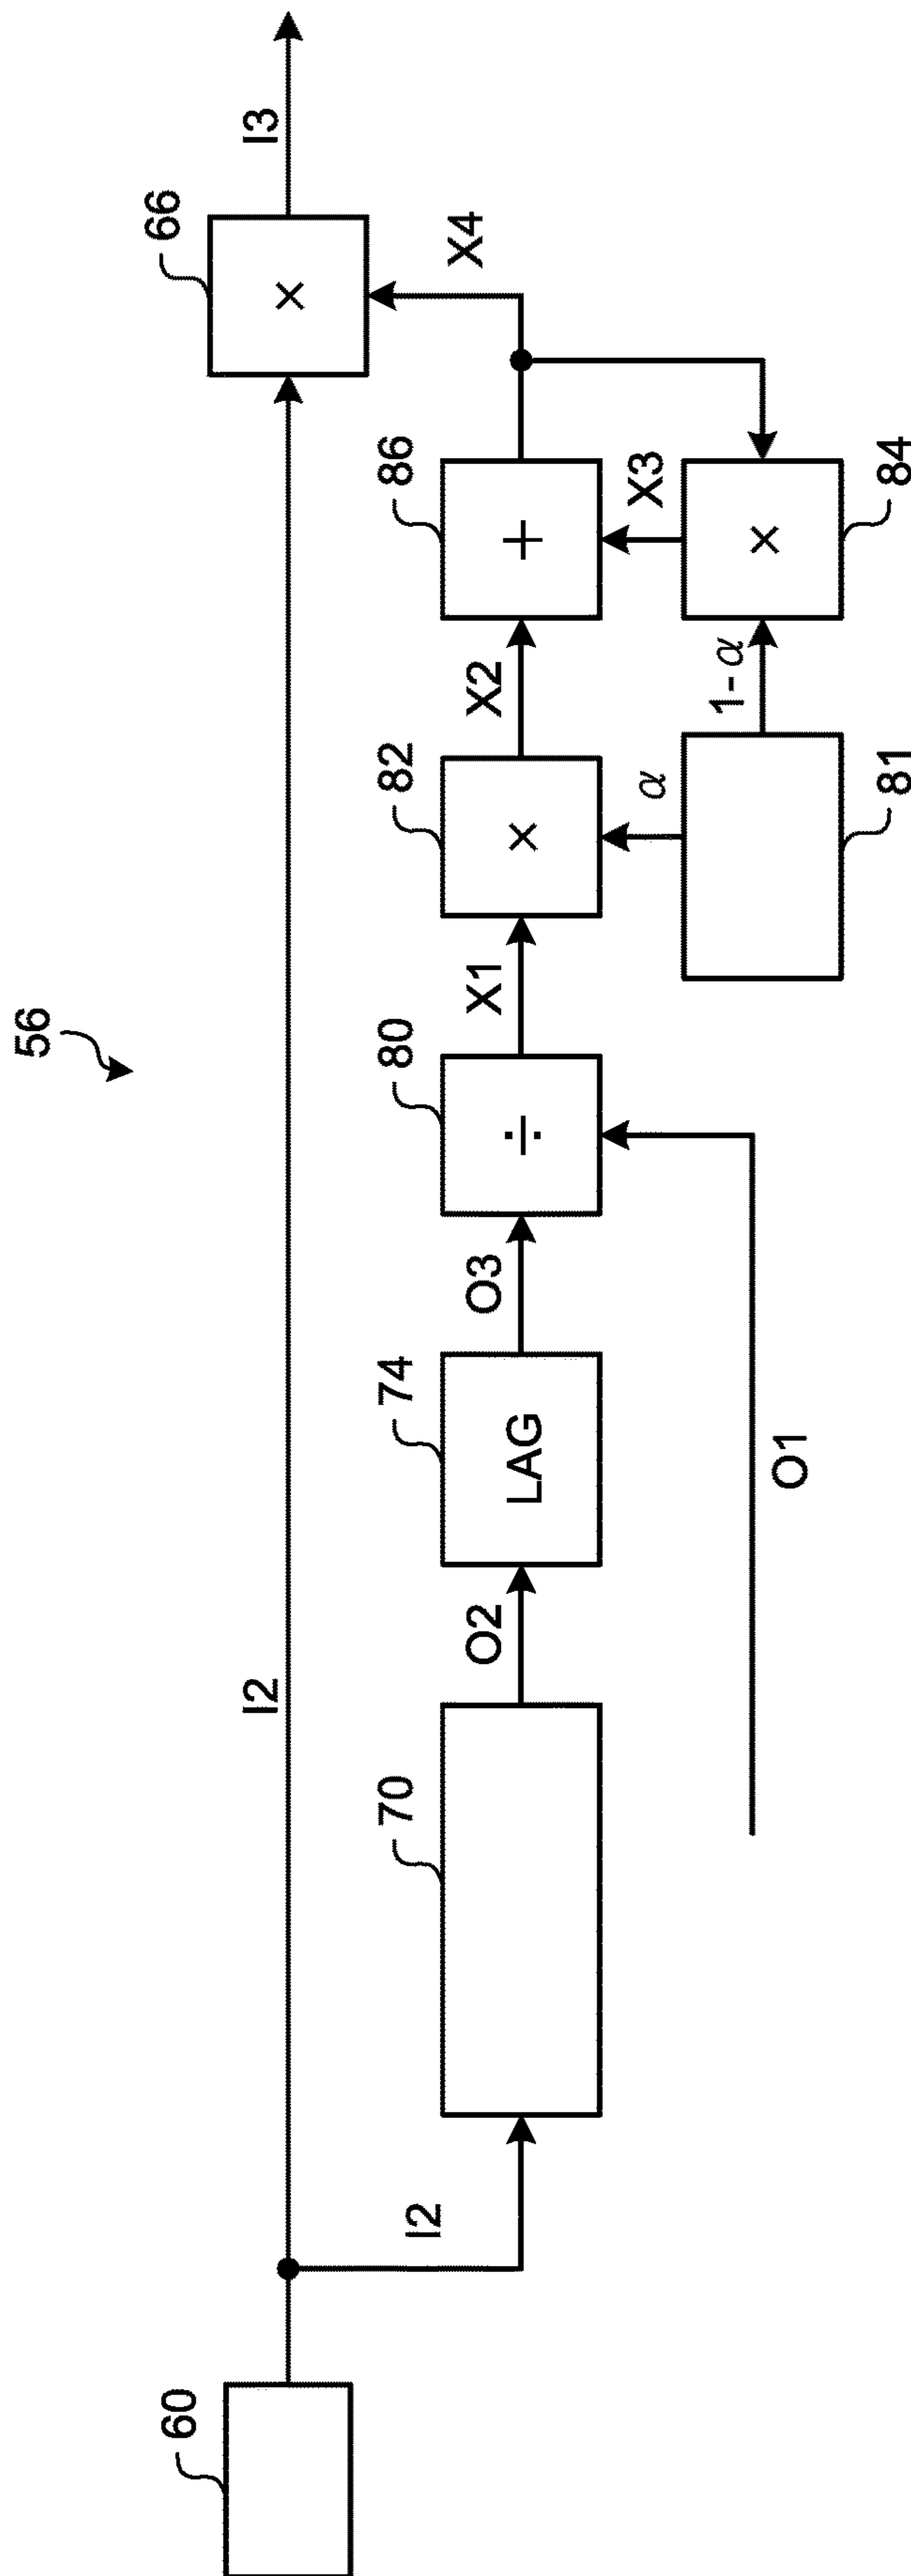 56
60
I2
66
×
I3
I2
70
O2
74
LAG
O3
80
÷
X1
82
×
X2
86
+
X4
O1
81
α
1-α
X3
84
×